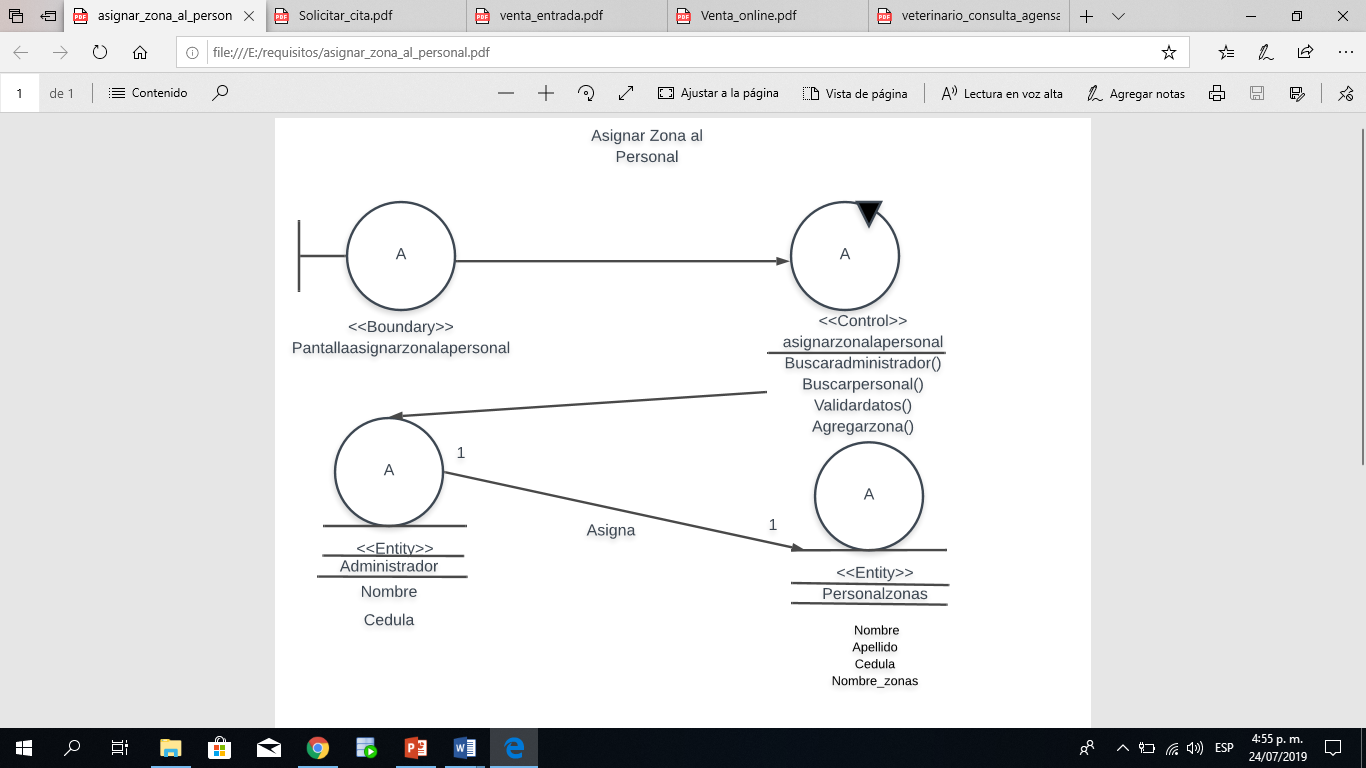 asignar_zona_al_person
Solicitar_cita.pdf
venta_entrada.pdf
Venta_online.pdf
veterinario_consulta_agensa
file:///E:/requisitos/asignar_zona_al_personal.pdf
1 de 1
Contenido
Ajustar a la página
Vista de página
Lectura en voz alta
Agregar notas
Asignar Zona al
Personal
A
A
<<Boundary>>
Pantallaasignarzonalapersonal
<<Control>>
asignarzonalapersonal
Buscaradministrador()
Buscarpersonal()
Validardatos()
Agregarzona()
A
1
Asigna
1
A
<<Entity>>
Administrador
Nombre
Cedula
<<Entity>>
Personalzonas
Nombre
Apellido
Cedula
Nombre_zonas
ESP
4:55 p. m.
24/07/2019